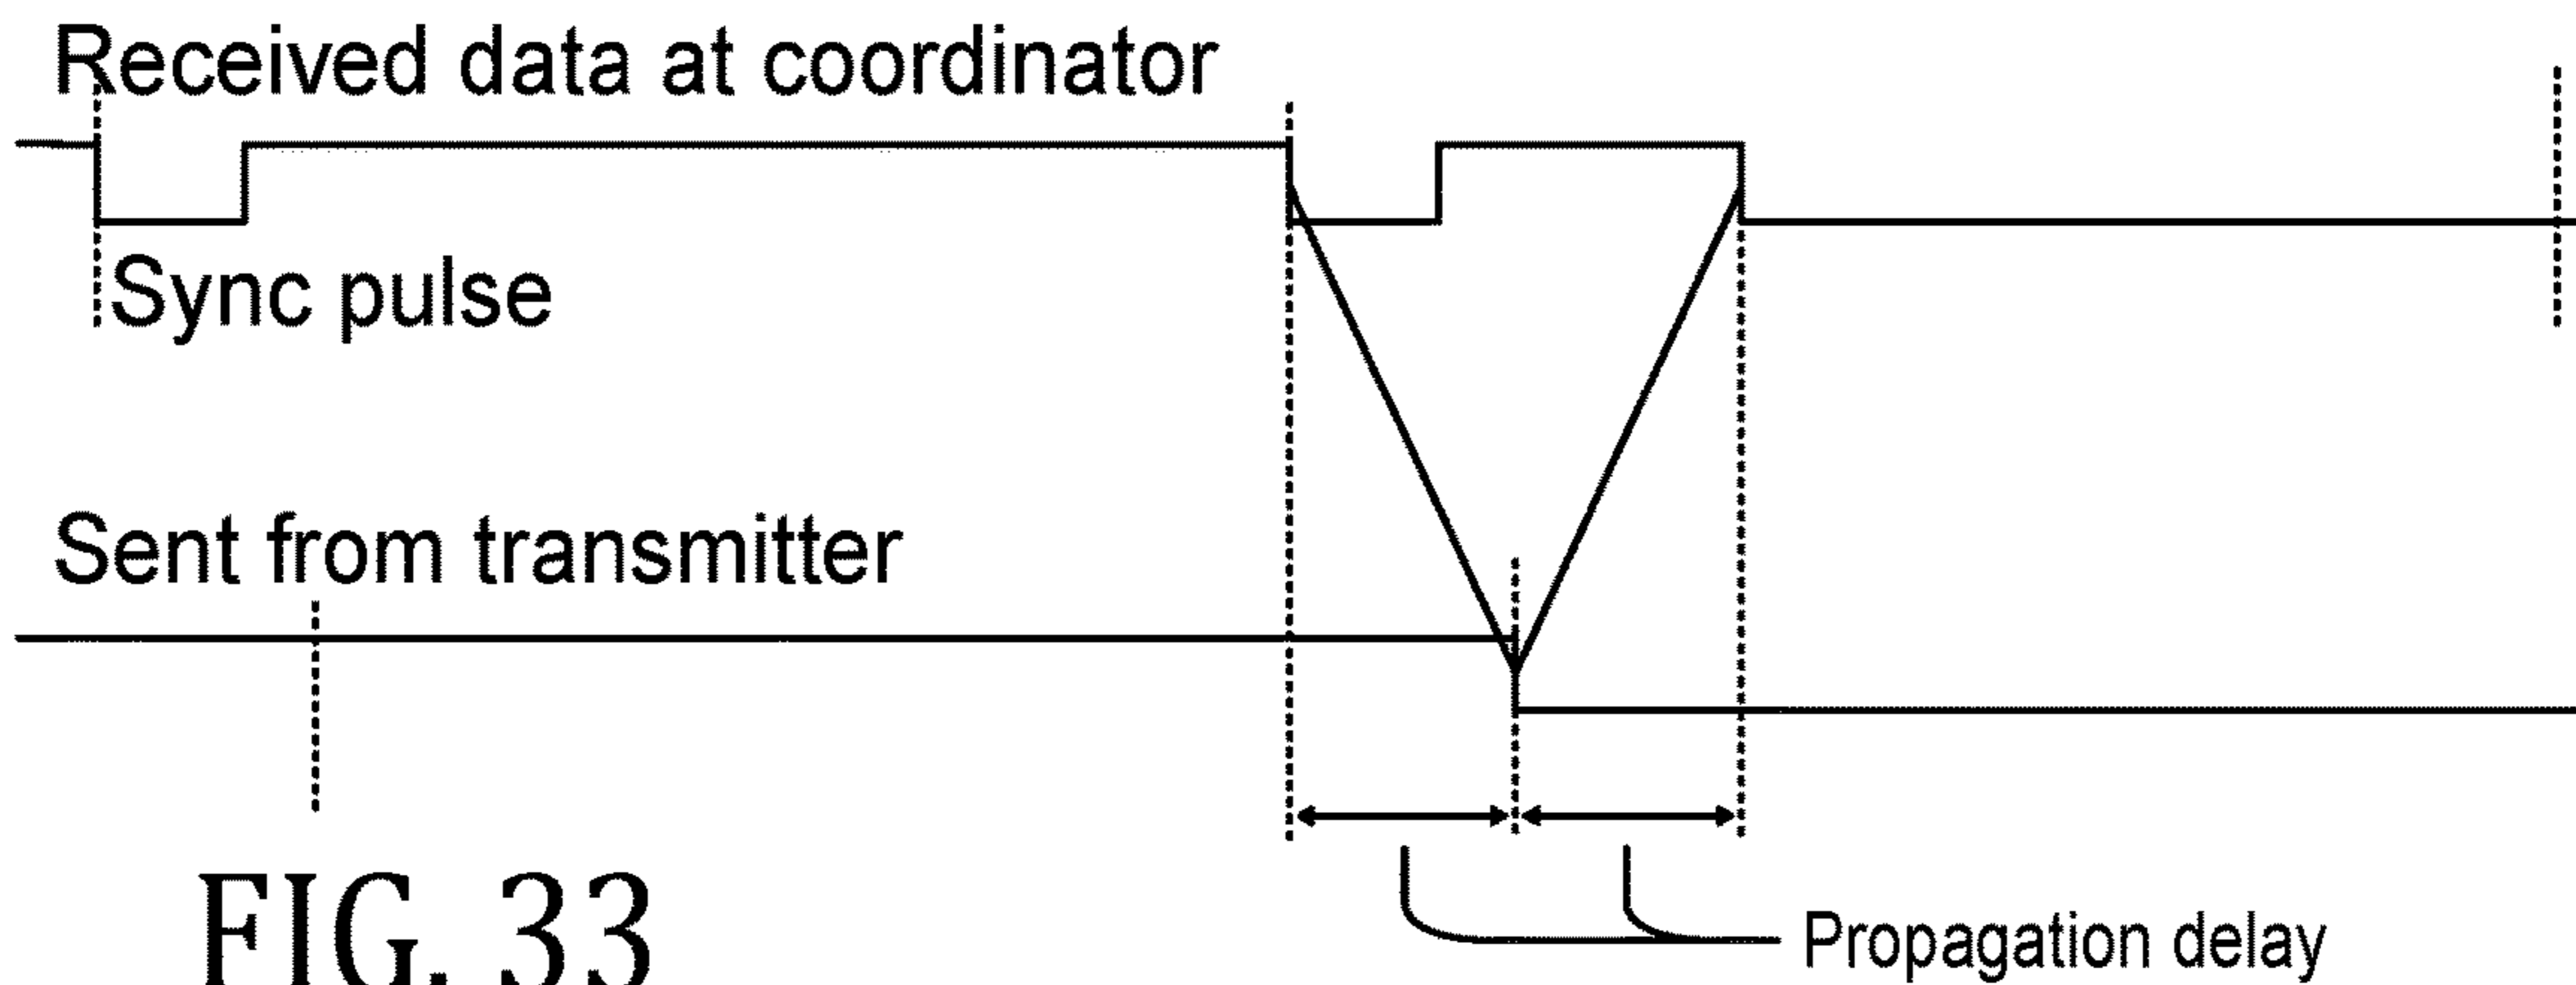 Received data at coordinator
Sync pulse
Sent from transmitter
FIG. 33
Propagation delay